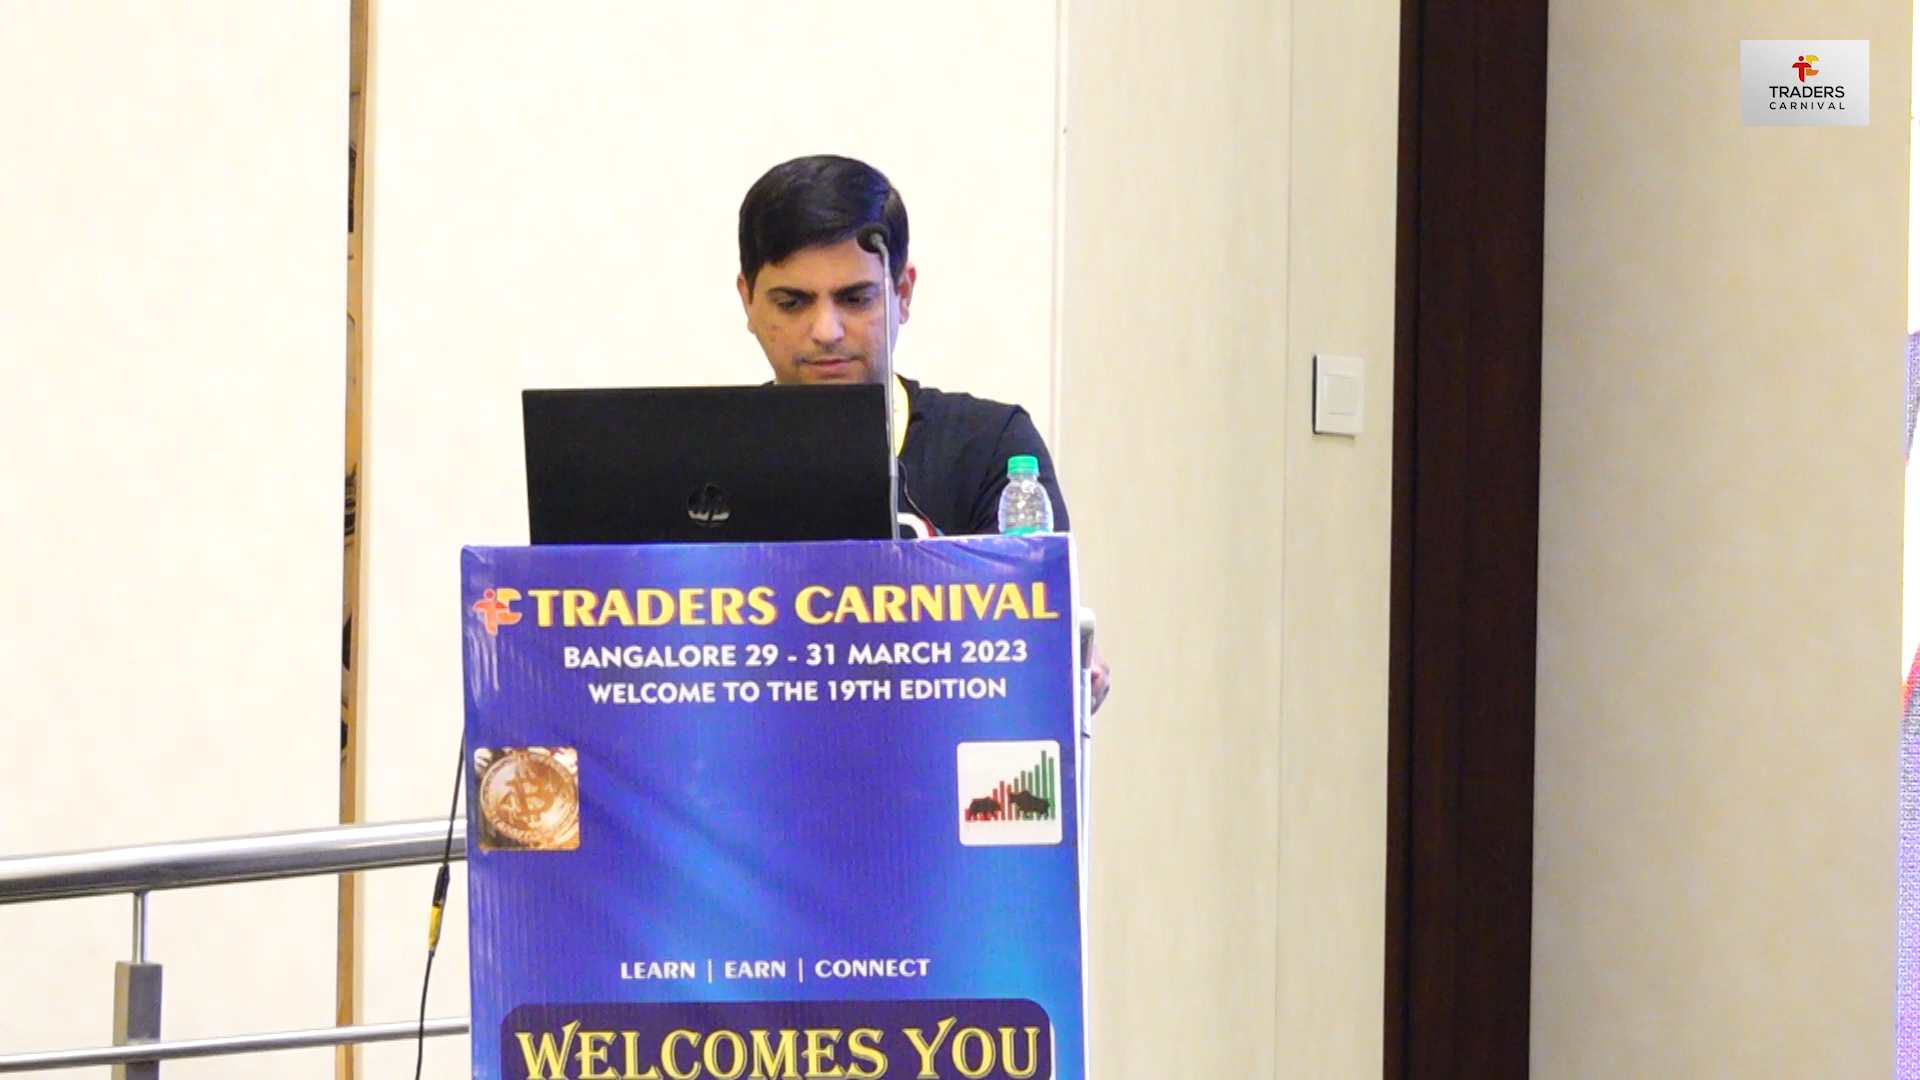 TRADERS
CARNIVAL
hp
TRADERS CARNIVAL
BANGALORE 29 - 31 MARCH 2023
WELCOME TO THE 19TH EDITION
LEARN | EARN | CONNECT
WELCOMES YOU